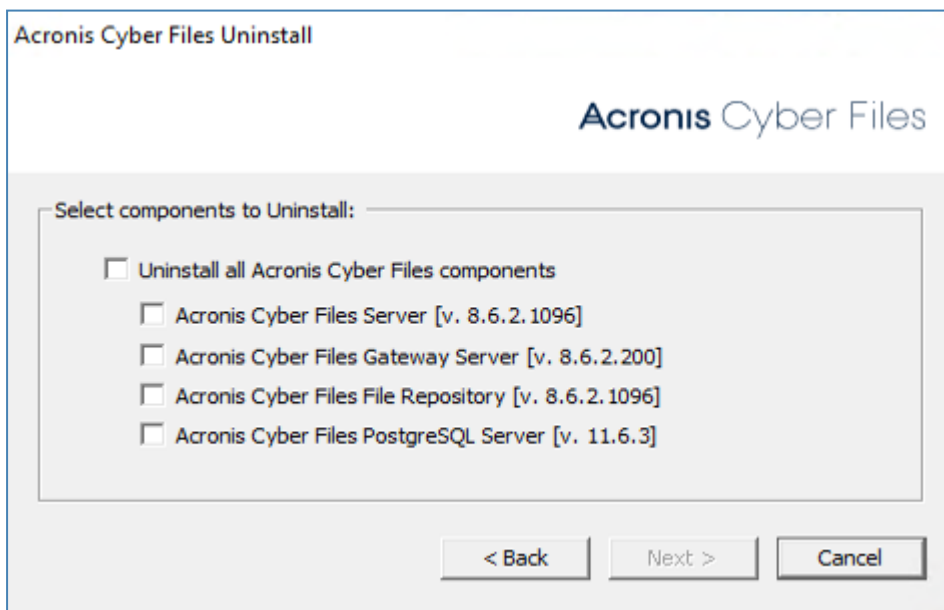 Acronis Cyber Files Uninstall
Acronis Cyber Files
Select components to Uninstall:
Uninstall all Acronis Cyber Files components
Acronis Cyber Files Server [v. 8.6.2.1096]
Acronis Cyber Files Gateway Server [v. 8.6.2.200]
Acronis Cyber Files File Repository [v. 8.6.2.1096]
Acronis Cyber Files PostgreSQL Server [v. 11.6.3]
< Back Next > Cancel